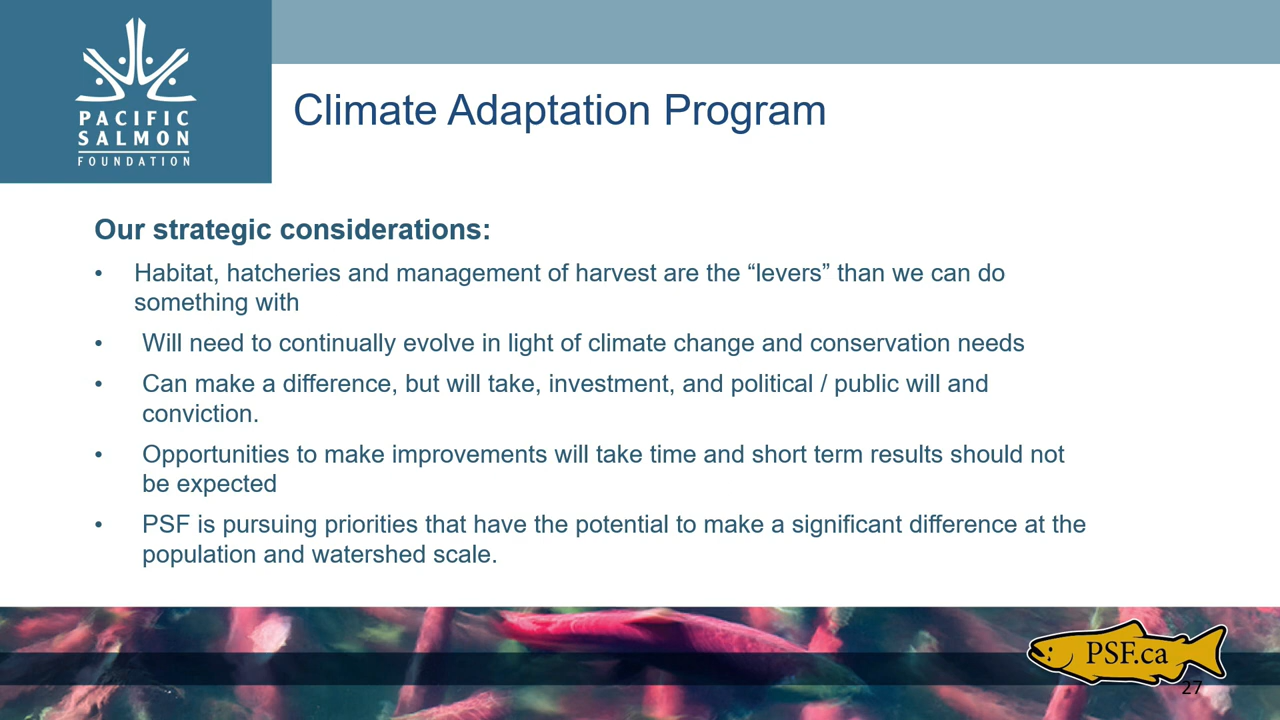 PACIFIC
SALMON
FOUNDATION
Climate Adaptation Program
Our strategic considerations:
• Habitat, hatcheries and management of harvest are the “levers” than we can do
something with
• Will need to continually evolve in light of climate change and conservation needs
• Can make a difference, but will take, investment, and political / public will and
conviction.
• Opportunities to make improvements will take time and short term results should not
be expected
• PSF is pursuing priorities that have the potential to make a significant difference at the
population and watershed scale.
PSF.ca
27